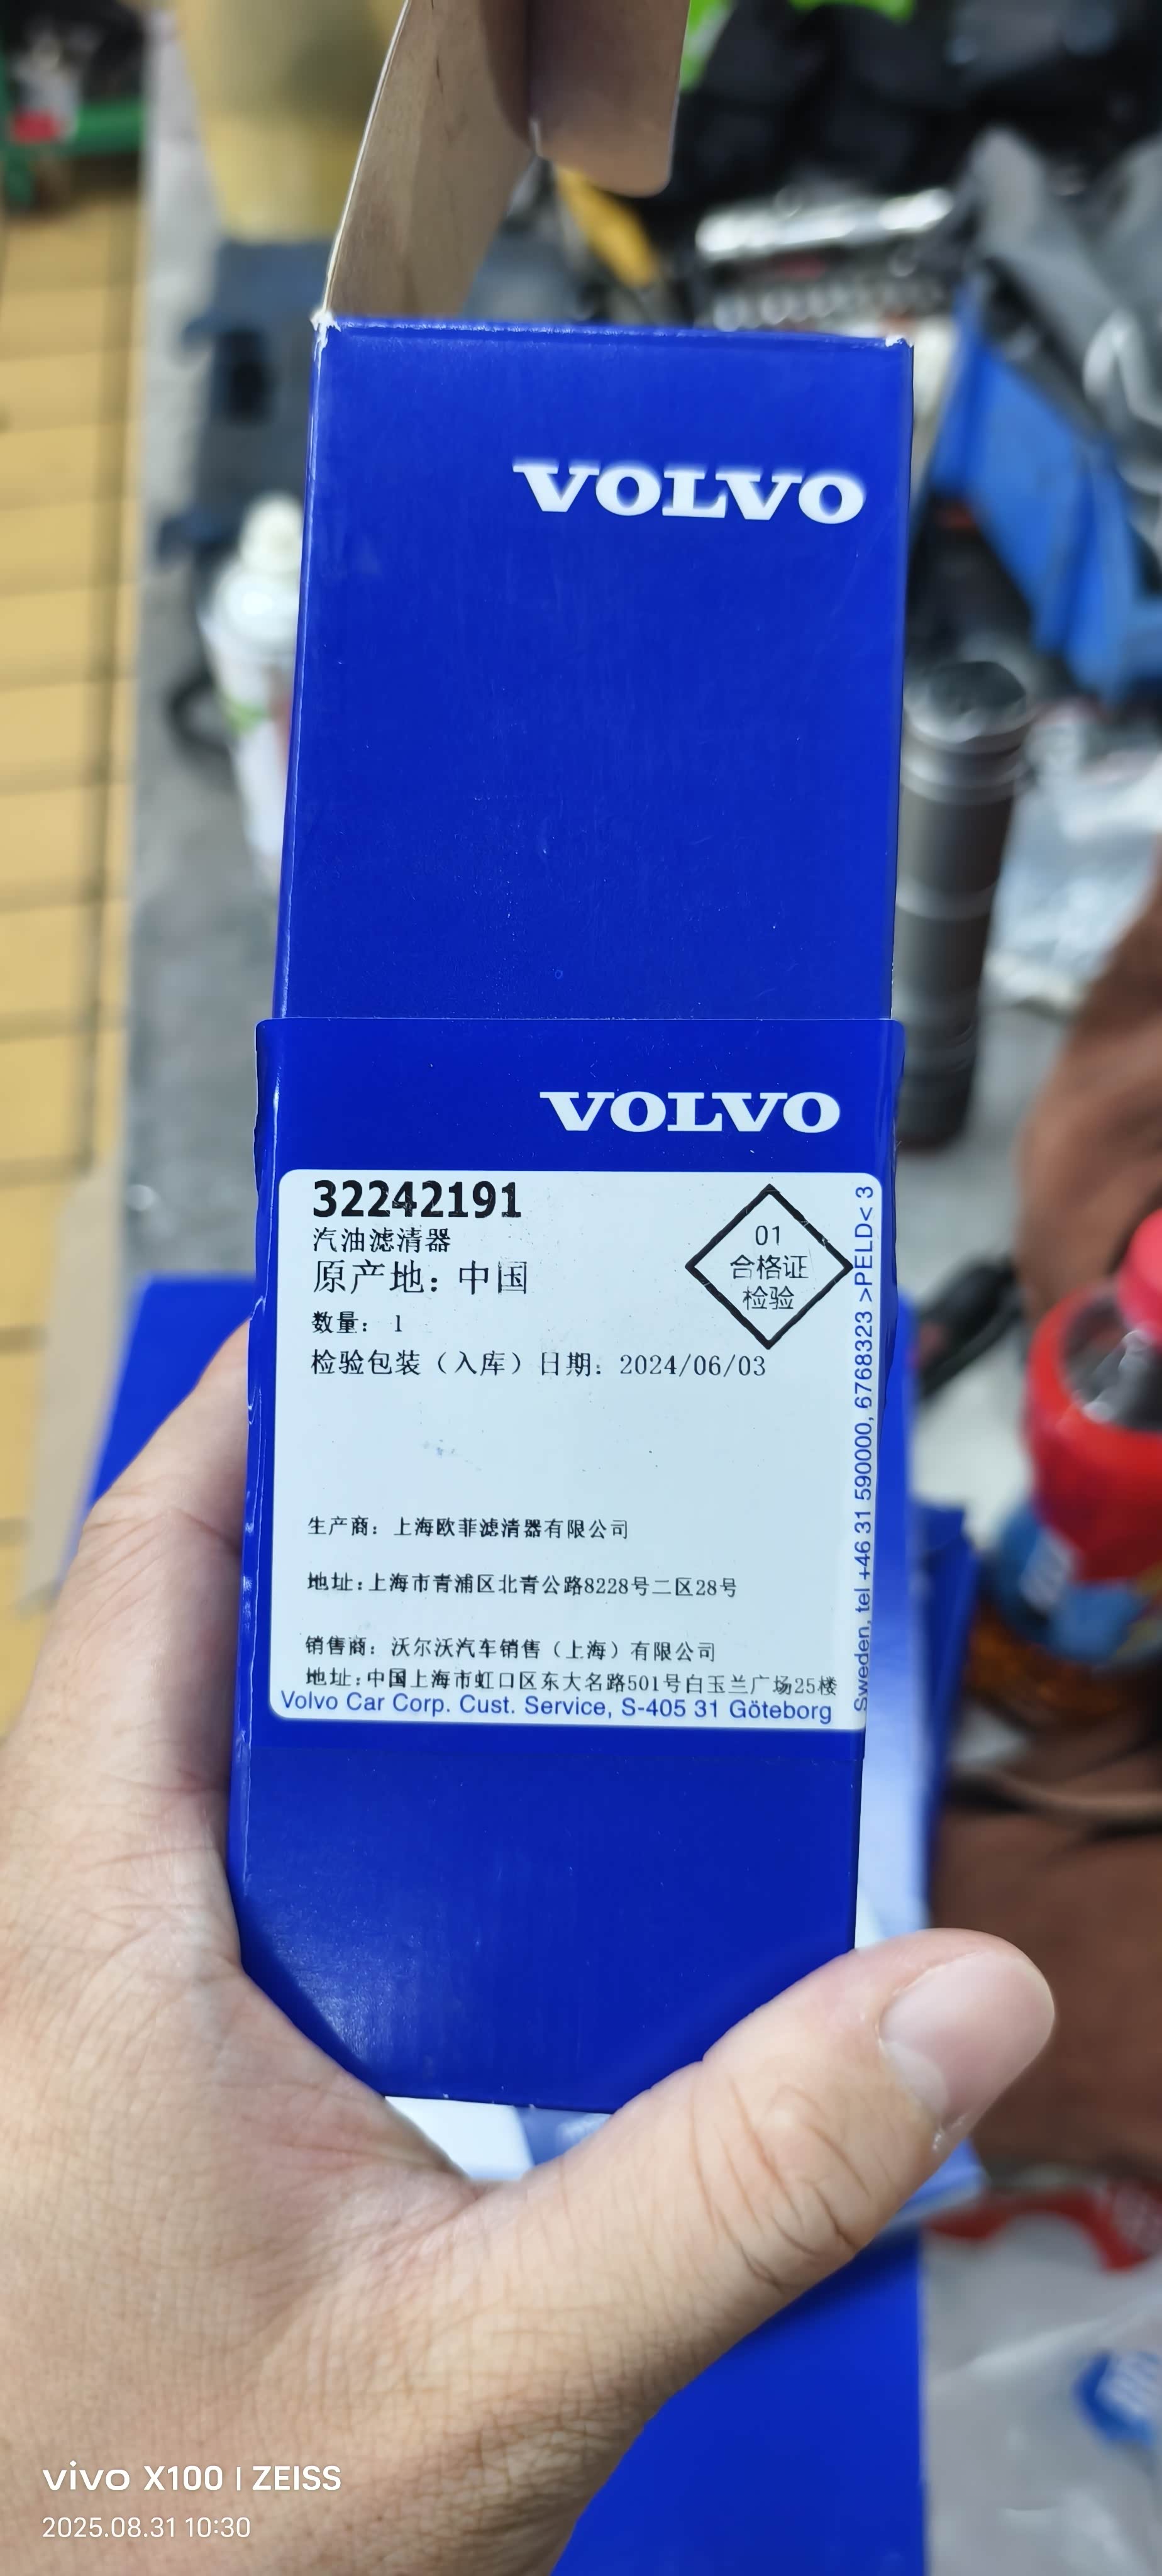 VOLVO
VOLVO
32242191
汽油滤清器
原产地：中国
数量： 1
检验包装（入库）日期： 2024/06/03
01
合格证
检验
生产商：上海欧菲滤清器有限公司
地址：上海市青浦区北青公路8228号二区28号
销售商：沃尔沃汽车销售（上海）有限公司
地址：中国上海市虹口区东大名路501号白玉兰广场25楼
Volvo Car Corp. Cust. Service, S-405 31 Göteborg
Sweden, tel +46 31 590000, 6768323 >PELD< 3
vivo X100 | ZEISS
2025.08.31 10:30